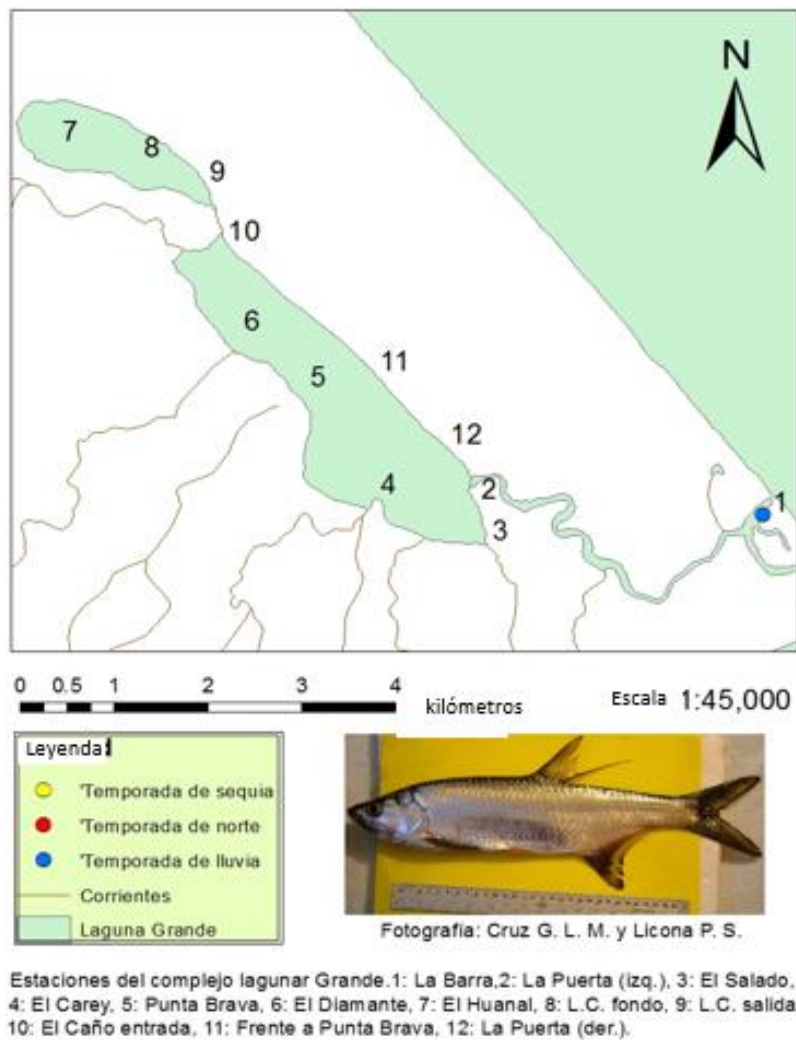 N
7
8
9
10
6
11
5
12
4
2
1
3
0 0.5 1 2 3 4
kilómetros
Escala 1:45,000
Leyenda:
'Temporada de sequia
'Temporada de norte
'Temporada de lluvia
Corrientes
Laguna Grande
Fotografía: Cruz G. L. M. y Licona P. S.
Estaciones del complejo lagunar Grande.1: La Barra,2: La Puerta (izq.), 3: El Salado,
4: El Carey, 5: Punta Brava, 6: El Diamante, 7: El Huanal, 8: L.C. fondo, 9: L.C. salida
10: El Caño entrada, 11: Frente a Punta Brava, 12: La Puerta (der.).